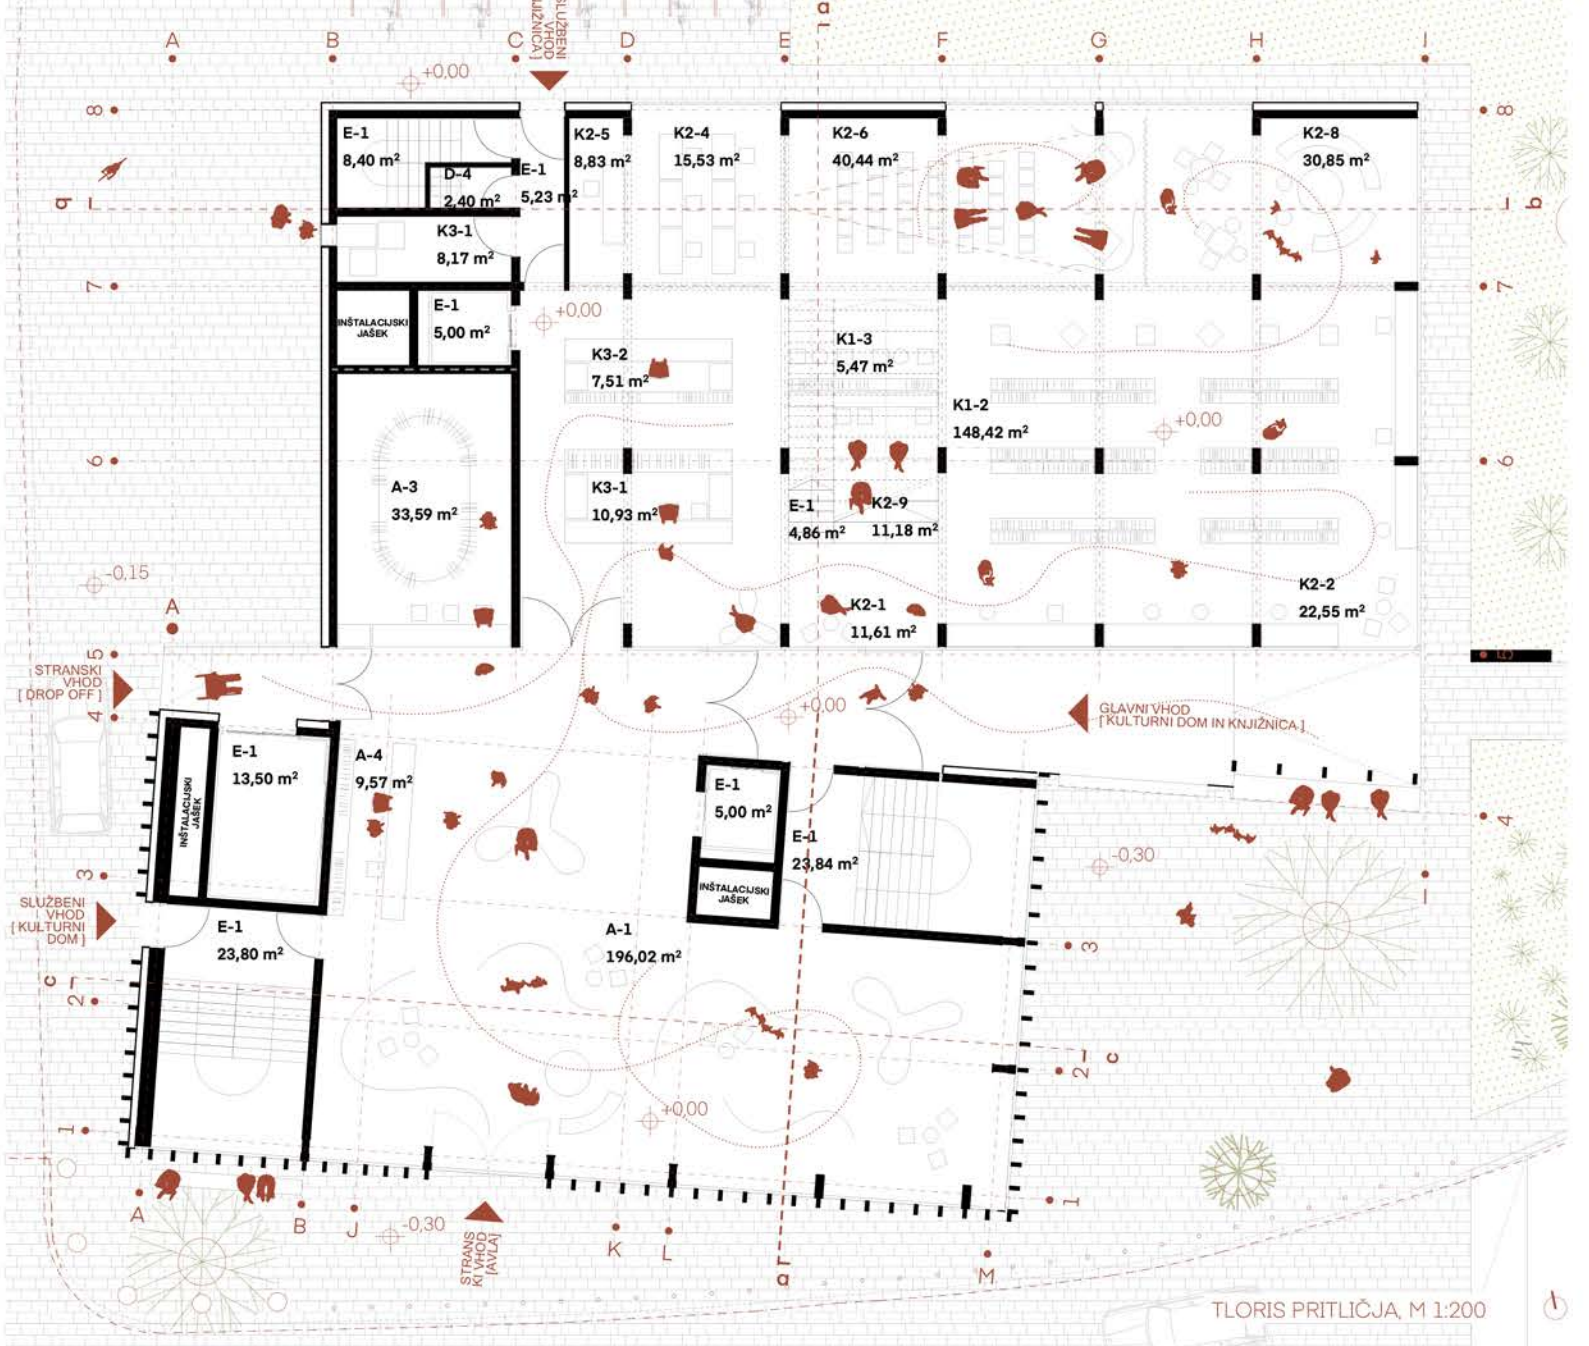 SLUŽBENI
VHOD
[KNJIŽNICA]
a
A
B
C
D
E
F
G
H
I
+0,00
8
8
E-1
8,40 m²
D-4
2,40 m²
E-1
5,23 m²
K2-5
8,83 m²
K2-4
15,53 m²
K2-6
40,44 m²
K2-8
30,85 m²
b
b
K3-1
8,17 m²
7
7
INŠTALACIJSKI
JAŠEK
E-1
5,00 m²
+0,00
K3-2
7,51 m²
K1-3
5,47 m²
K1-2
148,42 m²
+0,00
6
6
A-3
33,59 m²
K3-1
10,93 m²
E-1
4,86 m²
K2-9
11,18 m²
-0,15
K2-1
11,61 m²
K2-2
22,55 m²
A
5
5
STRANSKI
VHOD
[ DROP OFF ]
4
+0,00
GLAVNI VHOD
[ KULTURNI DOM IN KNJIŽNICA ]
INŠTALACIJSKI
JAŠEK
E-1
13,50 m²
A-4
9,57 m²
E-1
5,00 m²
E-1
23,84 m²
INŠTALACIJSKI
JAŠEK
4
-0,30
I
3
SLUŽBENI
VHOD
[ KULTURNI
DOM ]
E-1
23,80 m²
A-1
196,02 m²
3
c
2
2
c
+0,00
1
1
A
B
J
-0,30
STRANS
KI VHOD
[AVLA]
K
L
a
M
TLORIS PRITLIČJA, M 1:200